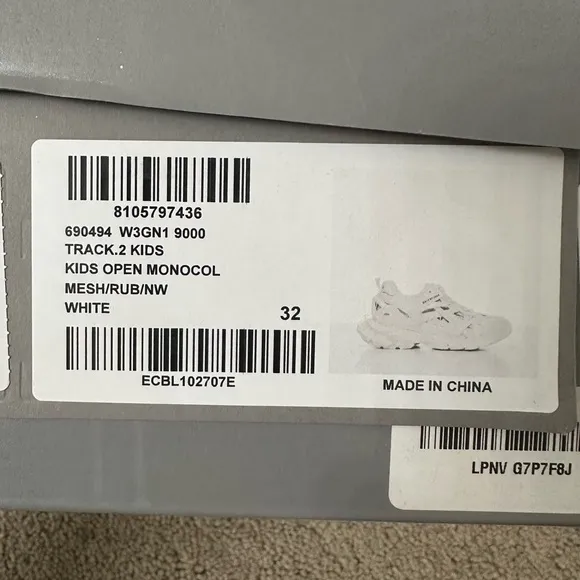 8105797436
690494 W3GN1 9000
TRACK.2 KIDS
KIDS OPEN MONOCOL
MESH/RUB/NW
WHITE 32
ECBL102707E
MADE IN CHINA
LPNV G7P7F8J